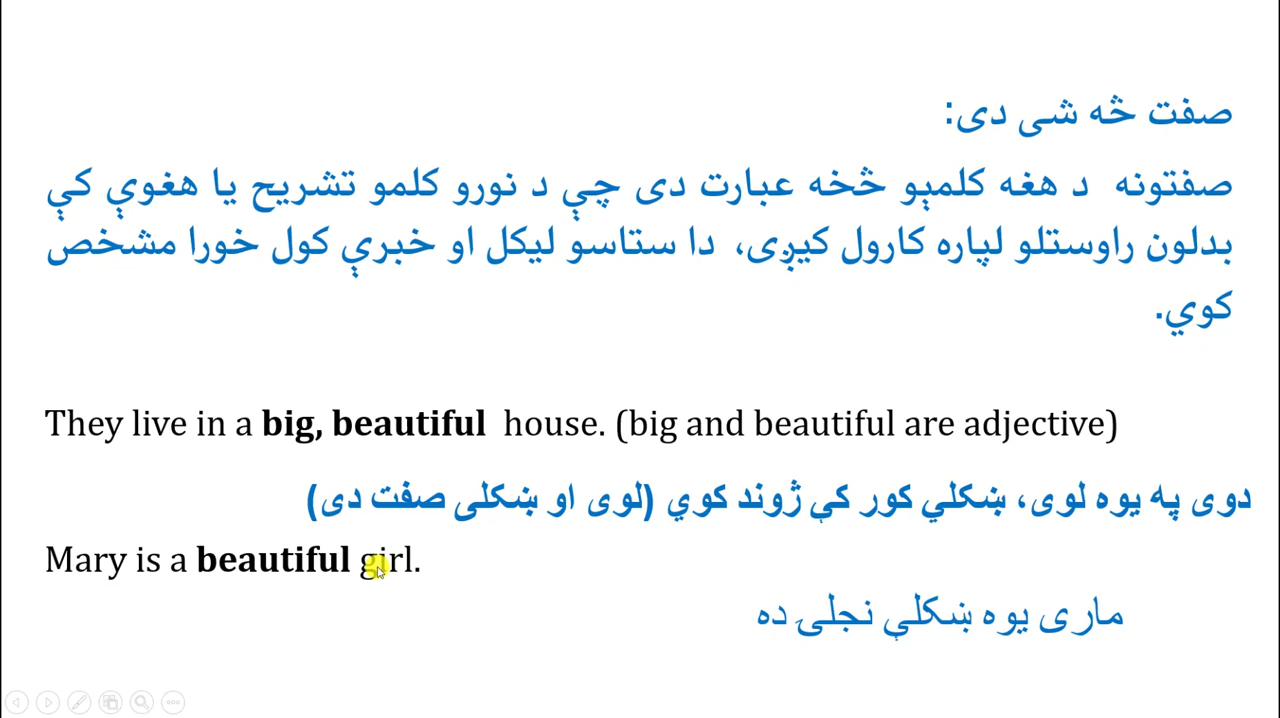 صفت څه شی دی:
صفتونه د هغه کلمېو څخه عبارت دی چې د نورو کلمو تشریح یا هغوې کې
بدلون راوستلو لپاره کارول کیږی، دا ستاسو لیکل او خبرې کول خورا مشخص
کوي.
They live in a big, beautiful house. (big and beautiful are adjective)
دوی په یوه لوی، ښکلي کور کې ژوند کوي (لوی او ښکلی صفت دی)
Mary is a beautiful girl.
ماری یوه ښکلې نجلۍ ده